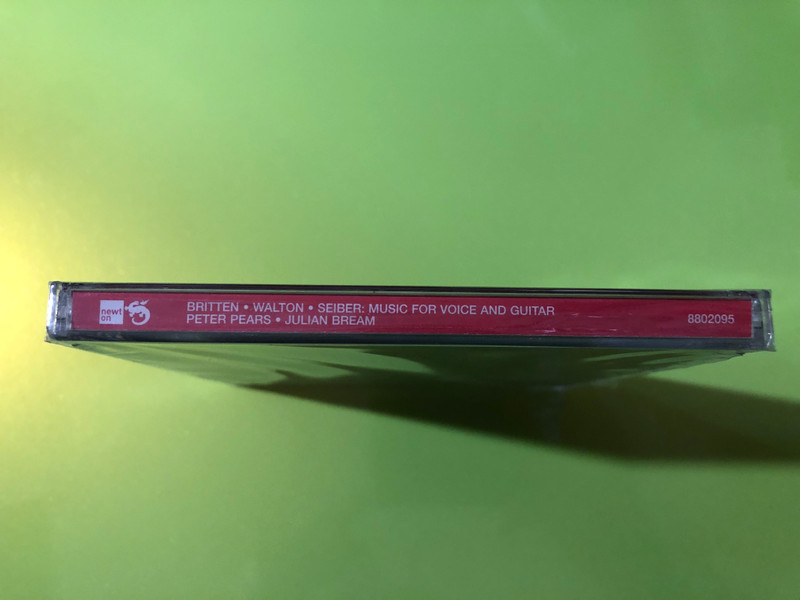 newt
on
BRITTEN • WALTON • SEIBER: MUSIC FOR VOICE AND GUITAR
PETER PEARS • JULIAN BREAM
8802095